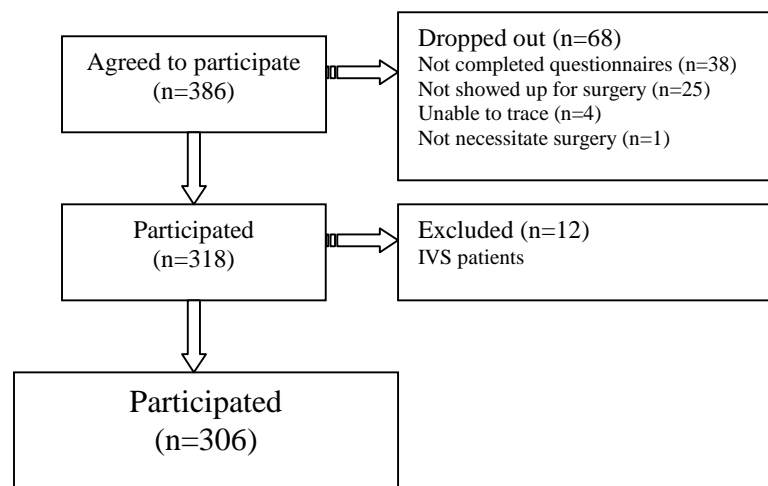 Agreed to participate
(n=386)
Dropped out (n=68)
Not completed questionnaires (n=38)
Not showed up for surgery (n=25)
Unable to trace (n=4)
Not necessitate surgery (n=1)
Participated
(n=318)
Excluded (n=12)
IVS patients
Participated
(n=306)